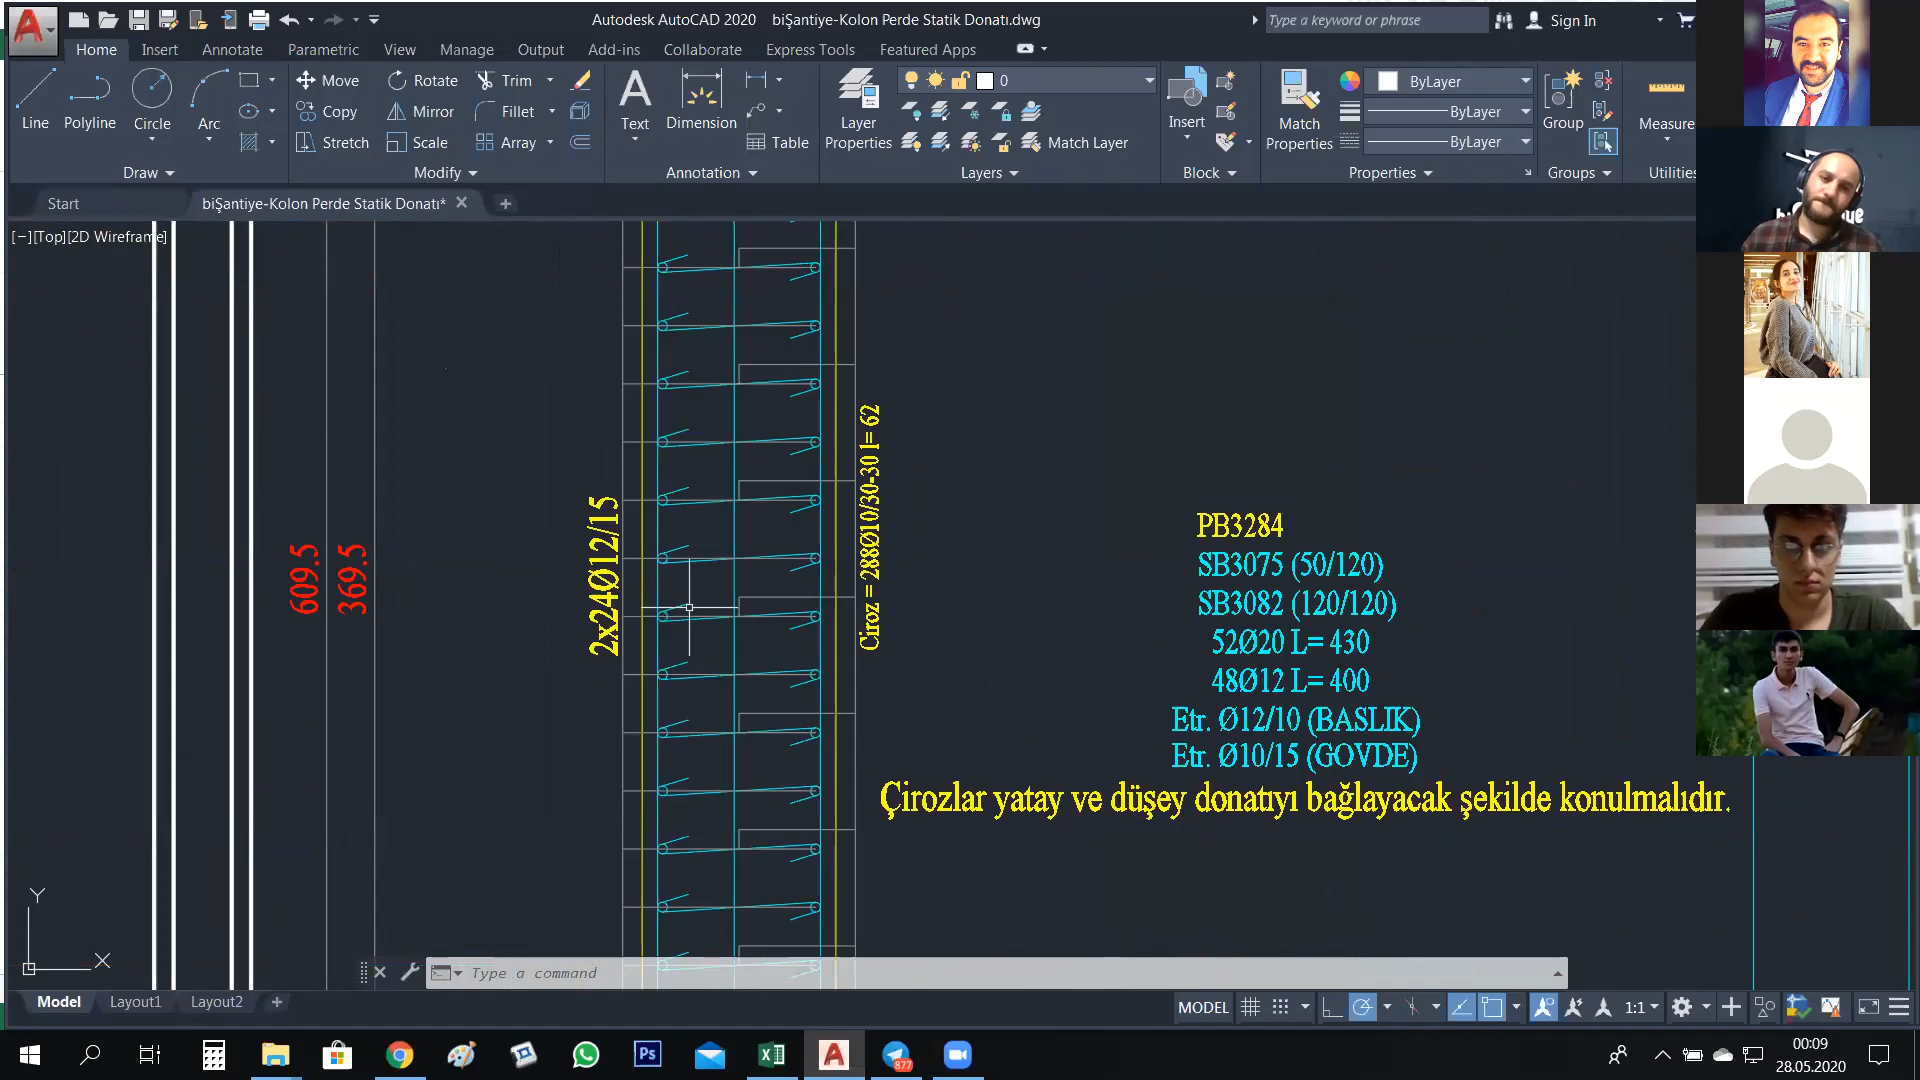 Autodesk AutoCAD 2020 biŞantiye-Kolon Perde Statik Donatı.dwg
Type a keyword or phrase
Sign In
Home Insert Annotate Parametric View Manage Output Add-ins Collaborate Express Tools Featured Apps
Line Polyline Circle Arc
Move Rotate Trim
Copy Mirror Fillet
Stretch Scale Array
Text Dimension Table
Layer Properties
0
Match Layer
Insert
Match Properties
ByLayer
ByLayer
ByLayer
Group
Measure
Draw Modify Annotation Layers Block Properties Groups Utilities
Start biŞantiye-Kolon Perde Statik Donatı*
[−][Top][2D Wireframe]
609.5
369.5
2x24Ø12/15
Ciroz = 288Ø10/30-30 l= 62
PB3284
SB3075 (50/120)
SB3082 (120/120)
52Ø20 L= 430
48Ø12 L= 400
Etr. Ø12/10 (BASLIK)
Etr. Ø10/15 (GOVDE)
Çirozlar yatay ve düşey donatıyı bağlayacak şekilde konulmalıdır.
Y
X
Type a command
Model Layout1 Layout2
MODEL
1:1
Ps
877
00:09
28.05.2020